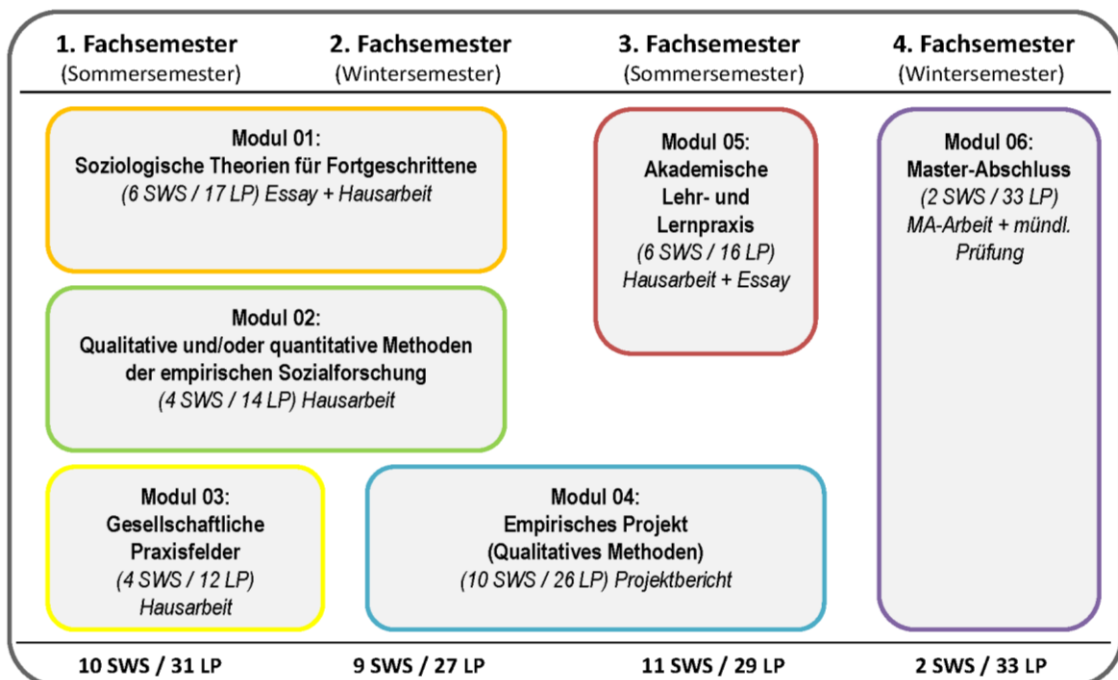 1. Fachsemester
(Sommersemester)
2. Fachsemester
(Wintersemester)
3. Fachsemester
(Sommersemester)
4. Fachsemester
(Wintersemester)
Modul 01:
Soziologische Theorien für Fortgeschrittene
(6 SWS / 17 LP) Essay + Hausarbeit
Modul 02:
Qualitative und/oder quantitative Methoden
der empirischen Sozialforschung
(4 SWS / 14 LP) Hausarbeit
Modul 03:
Gesellschaftliche
Praxisfelder
(4 SWS / 12 LP)
Hausarbeit
Modul 04:
Empirisches Projekt
(Qualitatives Methoden)
(10 SWS / 26 LP) Projektbericht
Modul 05:
Akademische
Lehr- und
Lernpraxis
(6 SWS / 16 LP)
Hausarbeit + Essay
Modul 06:
Master-Abschluss
(2 SWS / 33 LP)
MA-Arbeit + mündl.
Prüfung
10 SWS / 31 LP
9 SWS / 27 LP
11 SWS / 29 LP
2 SWS / 33 LP